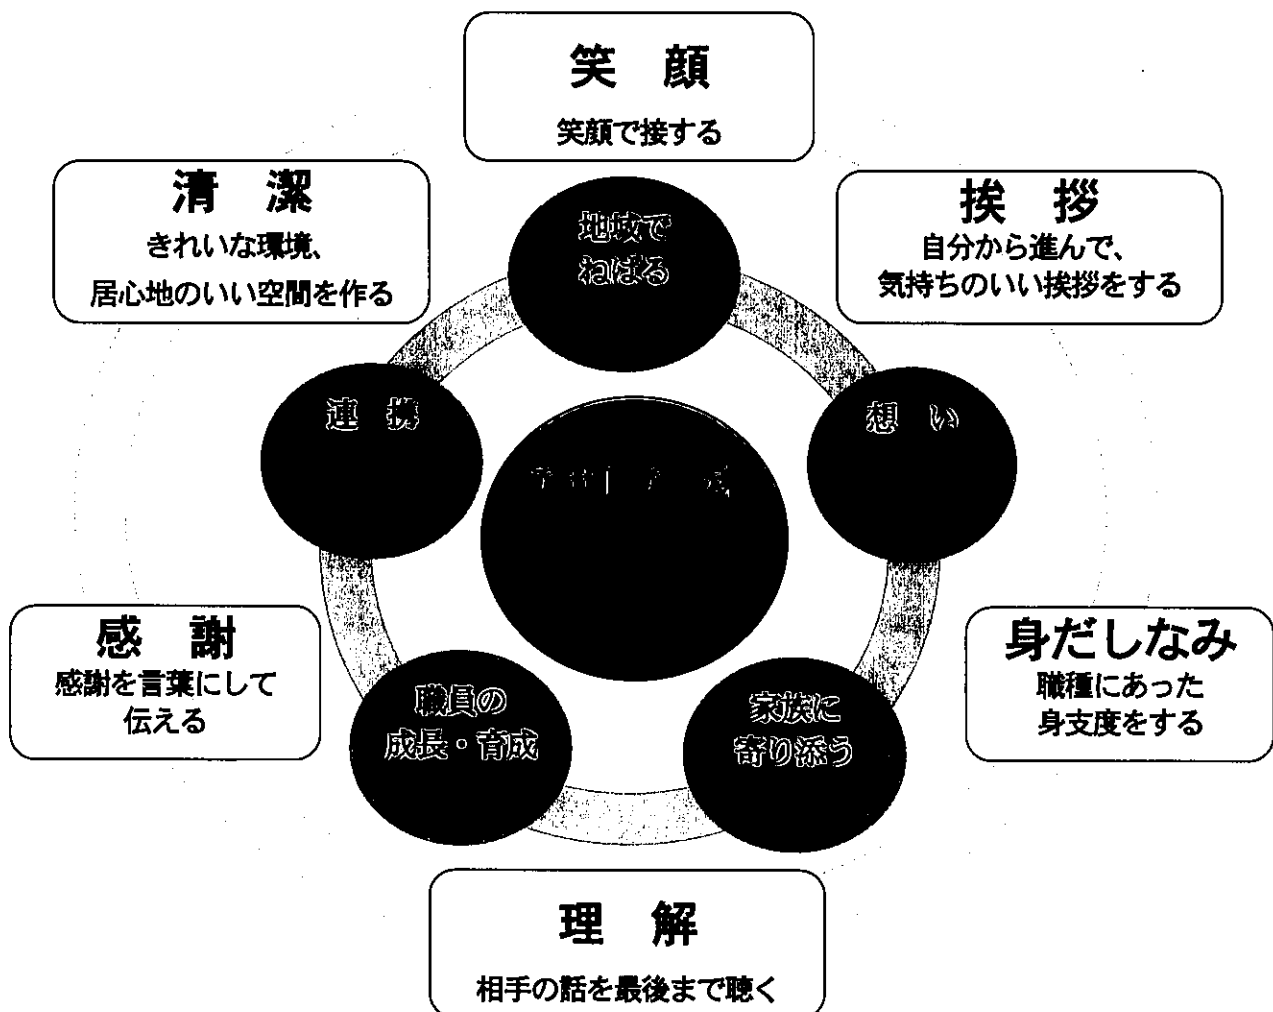 笑 顔
笑顔で接する
清 潔
きれいな環境、
居心地のいい空間を作る
挨 拶
自分から進んで、
気持ちのいい挨拶をする
地域で
ねばる
連 携
想 い
感 謝
感謝を言葉にして
伝える
身だしなみ
職種にあった
身支度をする
職員の
成長・育成
家族に
寄り添う
理 解
相手の話を最後まで聴く